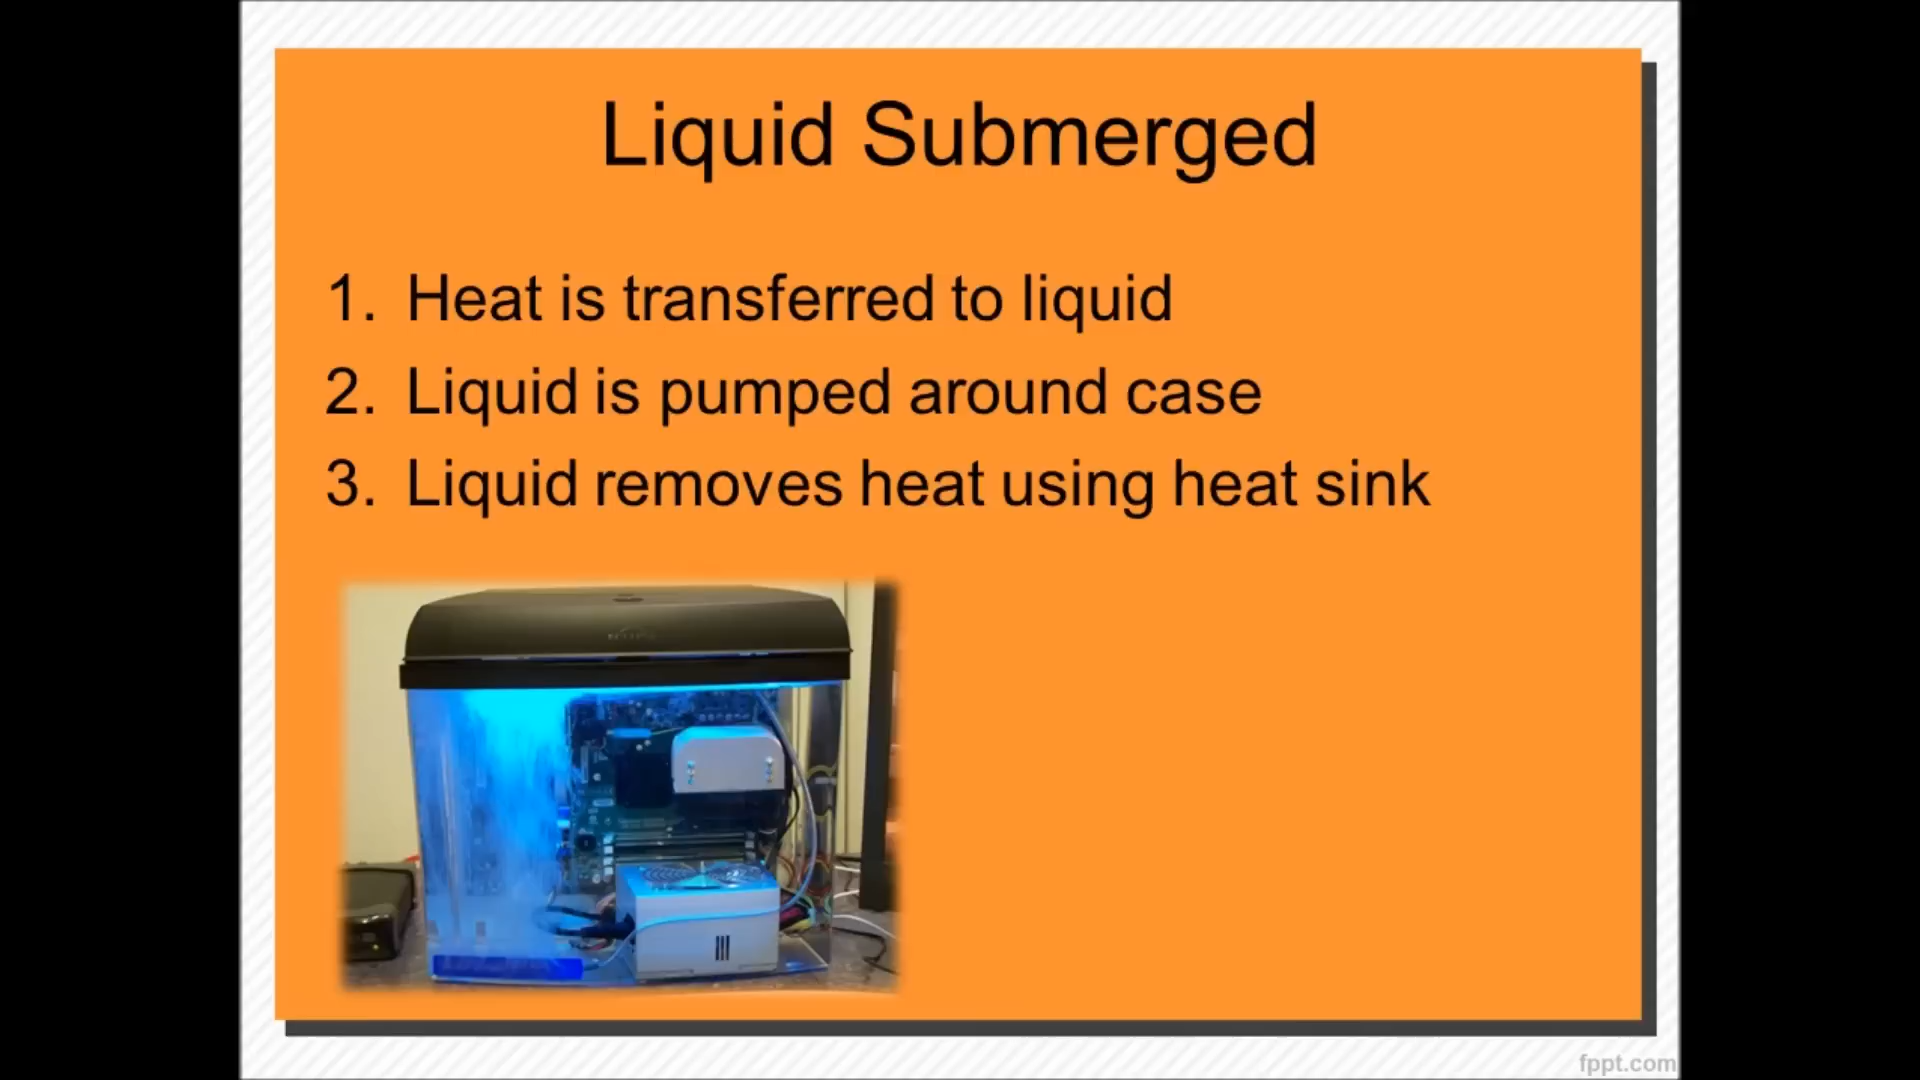 Liquid Submerged
1. Heat is transferred to liquid
2. Liquid is pumped around case
3. Liquid removes heat using heat sink
fppt.com